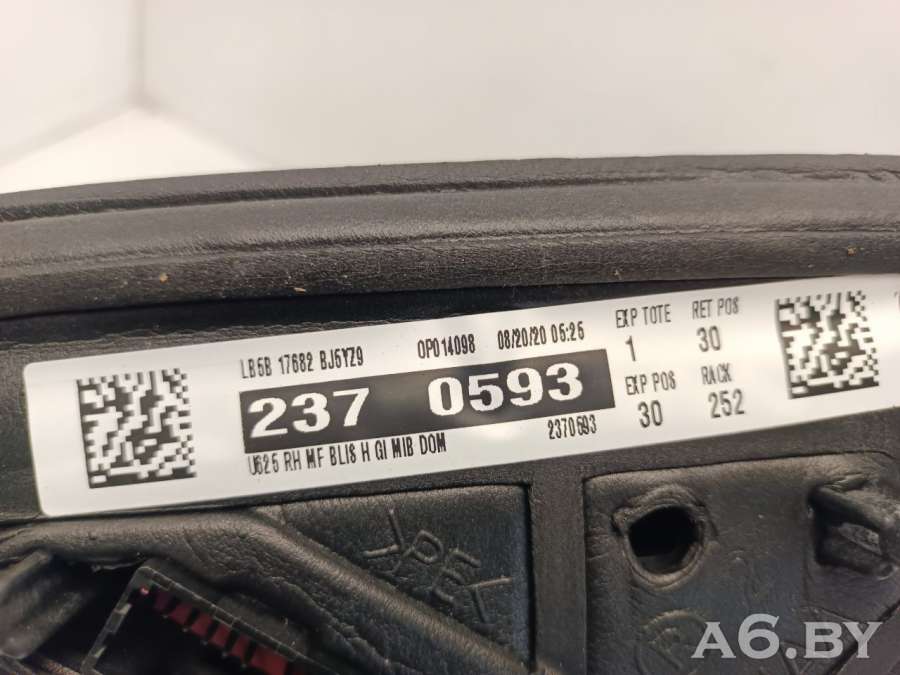 LB5B 17682 BJ5YZ9 OP014098 08/20/20 05:25
237 0593
U625 RH MF BLIS H GI MIB DOM 2370593
EXP TOTE RET POS
1 30
EXP POS RACK
30 252
A6.BY